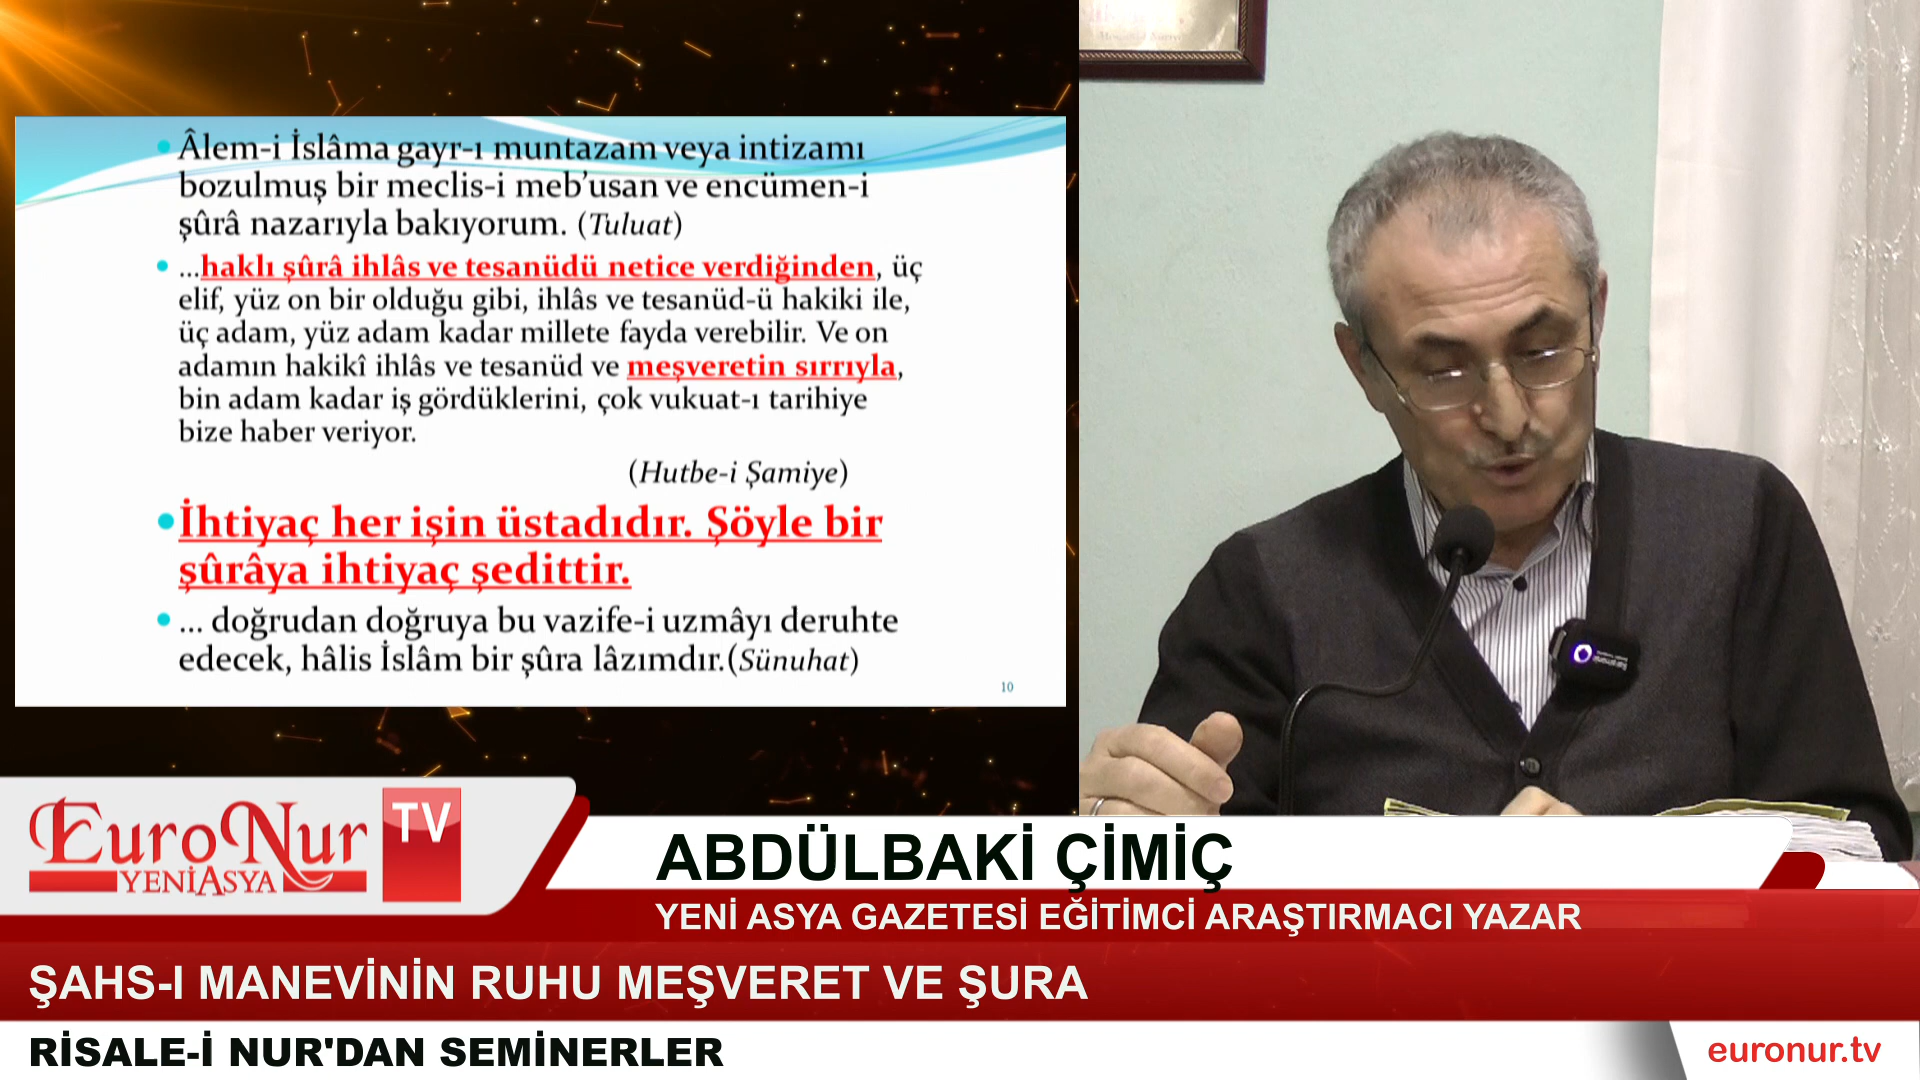 Âlem-i İslâma gayr-ı muntazam veya intizamı
bozulmuş bir meclis-i meb’usan ve encümen-i
şûrâ nazarıyla bakıyorum. (Tuluat)
...haklı şûrâ ihlâs ve tesanüdü netice verdiğinden, üç
elif, yüz on bir olduğu gibi, ihlâs ve tesanüd-ü hakiki ile,
üç adam, yüz adam kadar millete fayda verebilir. Ve on
adamın hakikî ihlâs ve tesanüd ve meşveretin sırrıyla,
bin adam kadar iş gördüklerini, çok vukuat-ı tarihiye
bize haber veriyor.
(Hutbe-i Şamiye)
İhtiyaç her işin üstadıdır. Şöyle bir
şûrâya ihtiyaç şedittir.
... doğrudan doğruya bu vazife-i uzmâyı deruhte
edecek, hâlis İslâm bir şûra lâzımdır.(Sünuhat)
10
EuroNur TV
YENİASYA
ABDÜLBAKİ ÇİMİÇ
YENİ ASYA GAZETESİ EĞİTİMCİ ARAŞTIRMACI YAZAR
ŞAHS-I MANEVİNİN RUHU MEŞVERET VE ŞURA
RİSALE-İ NUR'DAN SEMİNERLER
euronur.tv